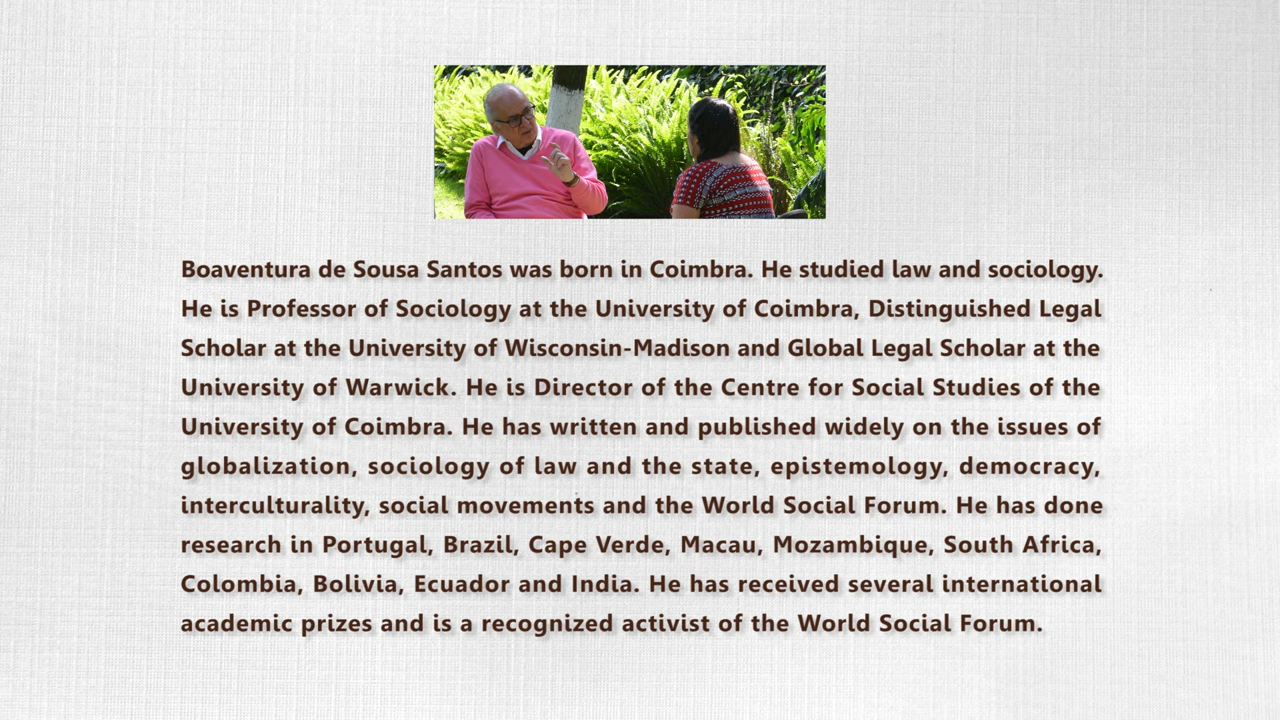 Boaventura de Sousa Santos was born in Coimbra. He studied law and sociology.
He is Professor of Sociology at the University of Coimbra, Distinguished Legal
Scholar at the University of Wisconsin-Madison and Global Legal Scholar at the
University of Warwick. He is Director of the Centre for Social Studies of the
University of Coimbra. He has written and published widely on the issues of
globalization, sociology of law and the state, epistemology, democracy,
interculturality, social movements and the World Social Forum. He has done
research in Portugal, Brazil, Cape Verde, Macau, Mozambique, South Africa,
Colombia, Bolivia, Ecuador and India. He has received several international
academic prizes and is a recognized activist of the World Social Forum.